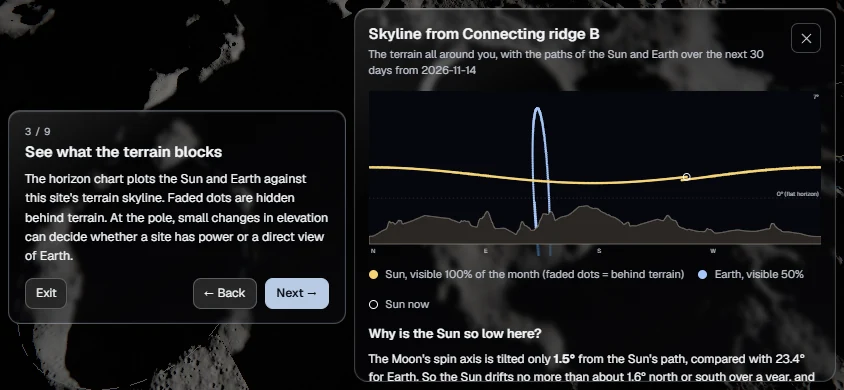 3 / 9
See what the terrain blocks
The horizon chart plots the Sun and Earth against
this site's terrain skyline. Faded dots are hidden
behind terrain. At the pole, small changes in elevation
can decide whether a site has power or a direct view
of Earth.
Exit
← Back
Next →
Skyline from Connecting ridge B
The terrain all around you, with the paths of the Sun and Earth over the next 30
days from 2026-11-14
7°
0° (flat horizon)
N E S W
Sun, visible 100% of the month (faded dots = behind terrain)
Earth, visible 50%
Sun now
Why is the Sun so low here?
The Moon's spin axis is tilted only 1.5° from the Sun's path, compared with 23.4°
for Earth. So the Sun drifts no more than about 1.6° north or south over a year, and